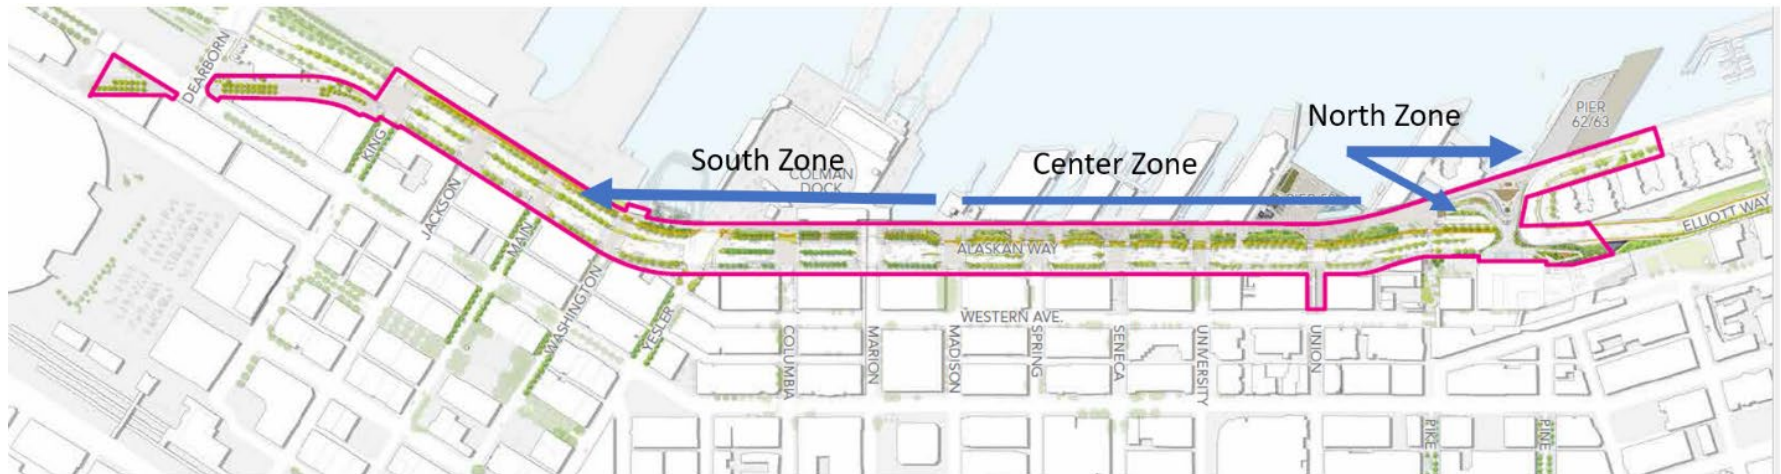 North Zone
PIER
62/63
South Zone
Center Zone
COLMAN
DOCK
DEARBORN
KING
JACKSON
MAIN
WASHINGTON
YESLER
ALASKAN WAY
ELLIOTT WAY
WESTERN AVE.
COLUMBIA
MARION
MADISON
SPRING
SENECA
UNIVERSITY
UNION
PIKE
PINE